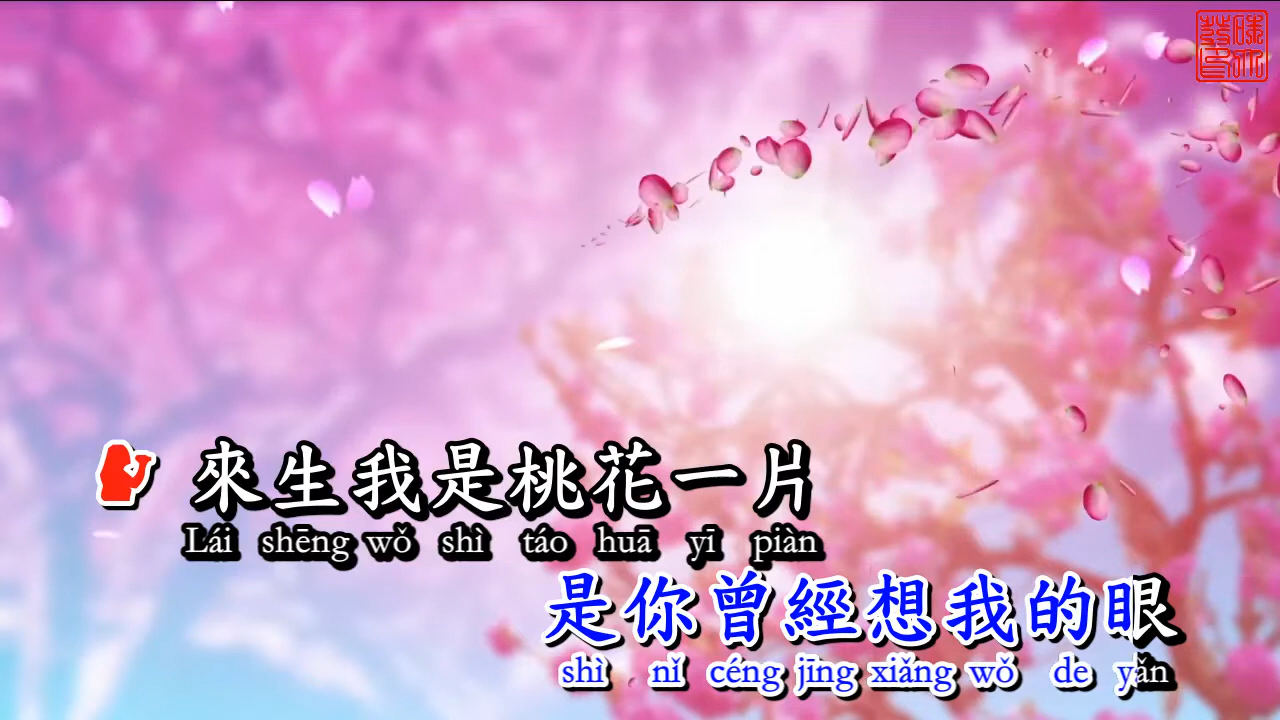 來生我是桃花一片
Lái shēng wǒ shì táo huā yī piàn
是你曾經想我的眼
shì nǐ céng jīng xiǎng wǒ de yǎn